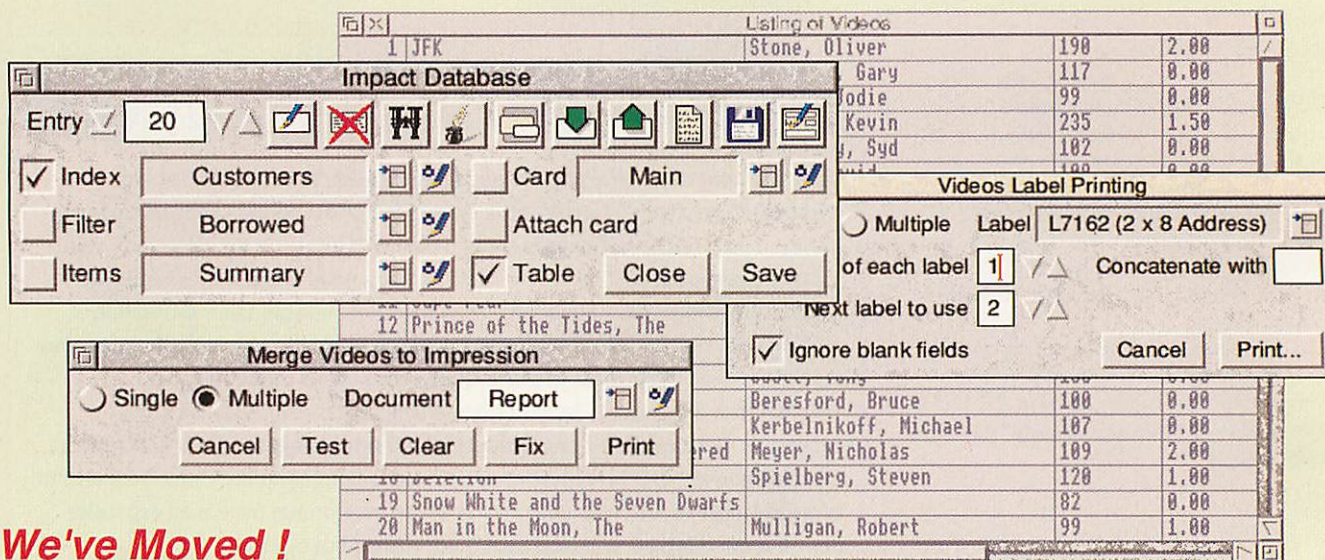 Listing of Videos
1 JFK Stone, Oliver 190 2.00
Gary 117 0.00
Jodie 99 0.00
Kevin 235 1.50
Syd 102 0.00
Impact Database
Entry 20
Index Customers Card Main
Filter Borrowed Attach card
Items Summary Table Close Save
Videos Label Printing
Multiple Label L7162 (2 x 8 Address)
of each label 1 Concatenate with
Next label to use 2
Ignore blank fields Cancel Print...
12 Prince of the Tides, The
Merge Videos to Impression
Single Multiple Document Report
Cancel Test Clear Fix Print
Beresford, Bruce 100 0.00
Kerbelnikoff, Michael 107 0.00
ered Meyer, Nicholas 109 2.00
Spielberg, Steven 120 1.00
19 Snow White and the Seven Dwarfs 82 0.00
20 Man in the Moon, The Mulligan, Robert 99 1.00
We've Moved !